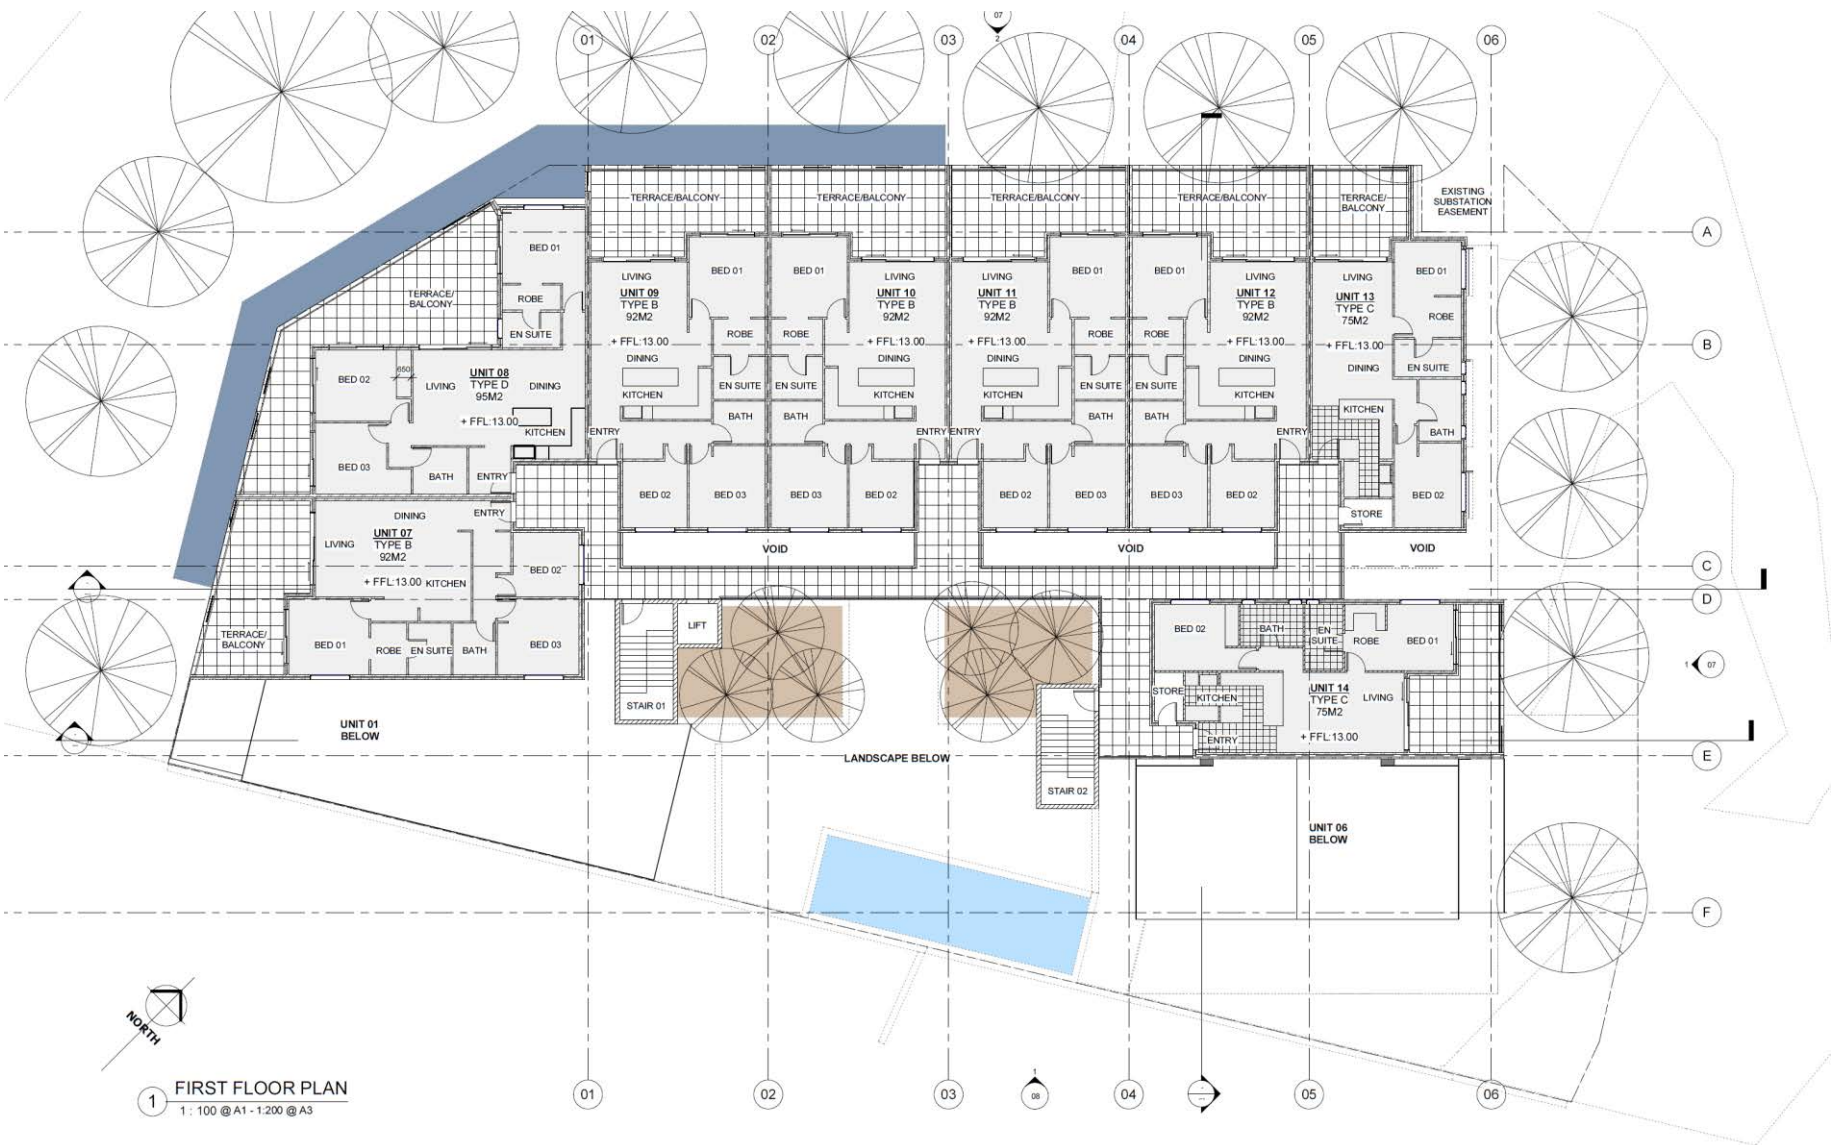 07
2
01
02
03
04
05
06
TERRACE/BALCONY
TERRACE/BALCONY
TERRACE/BALCONY
TERRACE/BALCONY
TERRACE/
BALCONY
EXISTING
SUBSTATION
EASEMENT
A
BED 01
ROBE
EN SUITE
TERRACE/
BALCONY
BED 02
650
LIVING
UNIT 08
TYPE D
95M2
DINING
+ FFL:13.00
KITCHEN
BED 03
BATH
ENTRY
LIVING
UNIT 09
TYPE B
92M2
+ FFL:13.00
DINING
KITCHEN
ENTRY
BED 01
ROBE
EN SUITE
BATH
BED 02
BED 03
BED 01
ROBE
EN SUITE
BATH
LIVING
UNIT 10
TYPE B
92M2
+ FFL:13.00
DINING
KITCHEN
ENTRY
BED 03
BED 02
LIVING
UNIT 11
TYPE B
92M2
+ FFL:13.00
DINING
KITCHEN
ENTRY
BED 01
ROBE
EN SUITE
BATH
BED 02
BED 03
BED 01
ROBE
EN SUITE
BATH
LIVING
UNIT 12
TYPE B
92M2
+ FFL:13.00
DINING
KITCHEN
ENTRY
BED 03
BED 02
LIVING
UNIT 13
TYPE C
75M2
+ FFL:13.00
DINING
KITCHEN
BED 01
ROBE
EN SUITE
BATH
BED 02
STORE
B
VOID
VOID
VOID
C
D
DINING
ENTRY
UNIT 07
TYPE B
92M2
LIVING
+ FFL:13.00
KITCHEN
BED 02
TERRACE/
BALCONY
BED 01
ROBE
EN SUITE
BATH
BED 03
LIFT
STAIR 01
UNIT 01
BELOW
BED 02
BATH
EN
SUITE
ROBE
BED 01
1
07
STORE
KITCHEN
UNIT 14
TYPE C
75M2
LIVING
ENTRY
+ FFL:13.00
E
LANDSCAPE BELOW
STAIR 02
UNIT 06
BELOW
F
NORTH
1
FIRST FLOOR PLAN
1 : 100 @ A1 - 1:200 @ A3
01
02
03
1
08
04
05
06